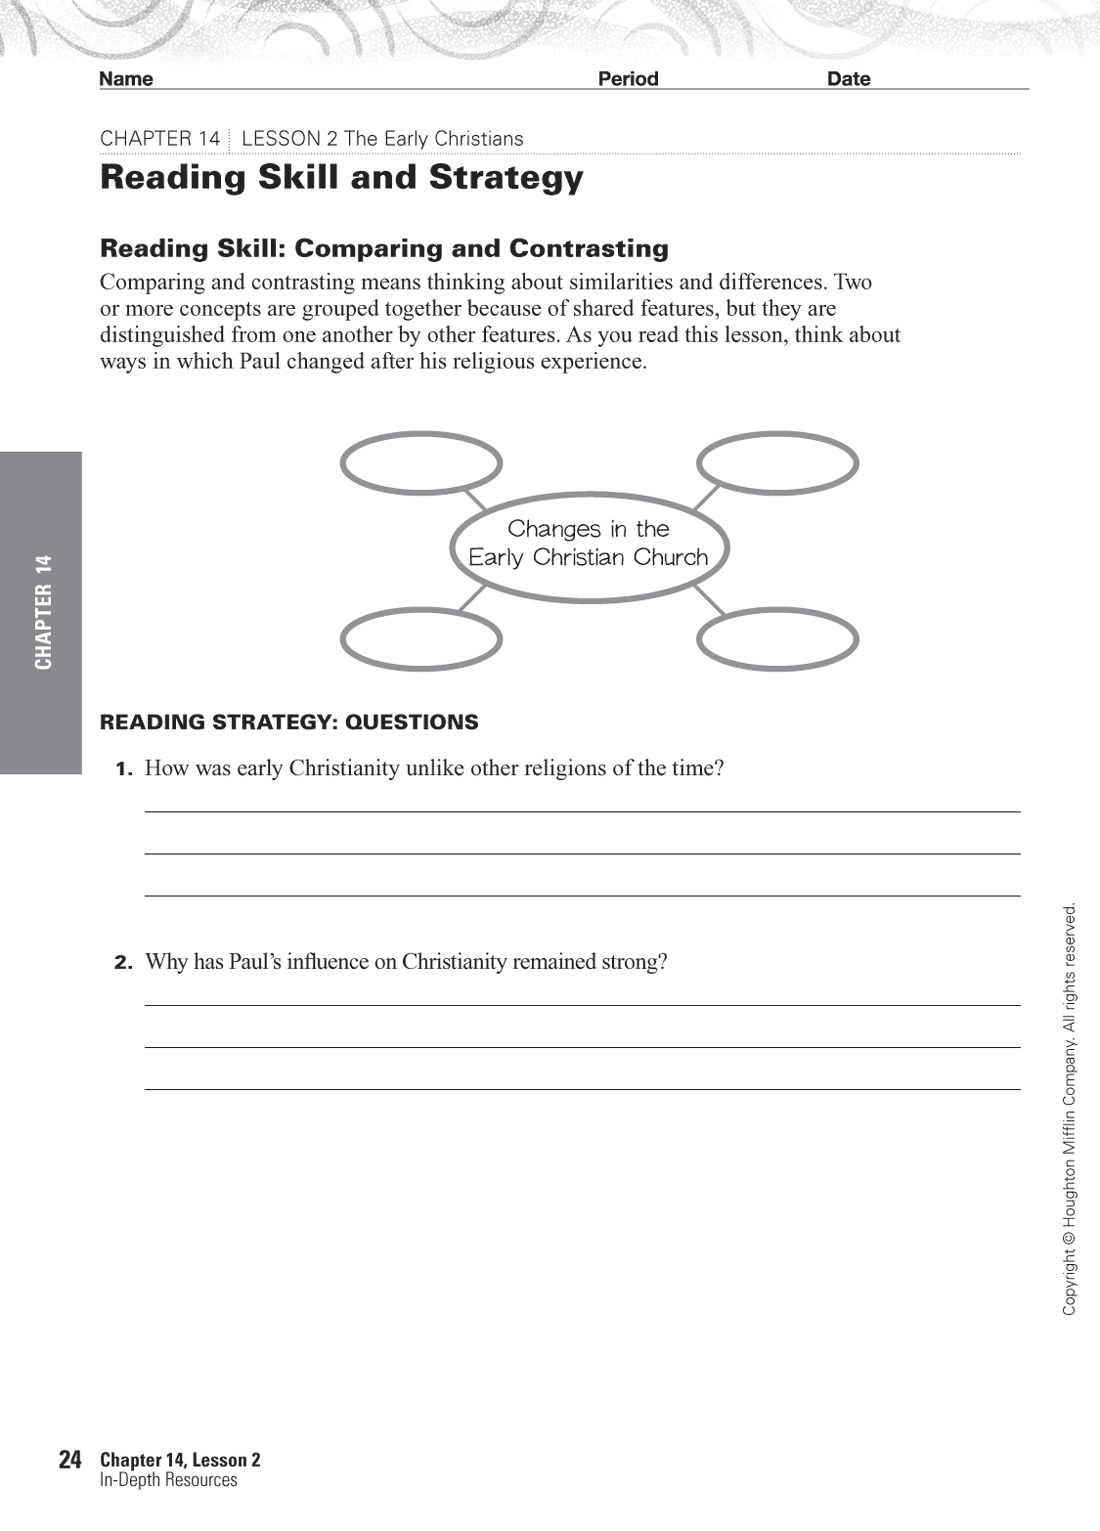 Name Period Date
CHAPTER 14 LESSON 2 The Early Christians
Reading Skill and Strategy
Reading Skill: Comparing and Contrasting
Comparing and contrasting means thinking about similarities and differences. Two
or more concepts are grouped together because of shared features, but they are
distinguished from one another by other features. As you read this lesson, think about
ways in which Paul changed after his religious experience.
Changes in the
Early Christian Church
CHAPTER 14
READING STRATEGY: QUESTIONS
1. How was early Christianity unlike other religions of the time?
2. Why has Paul’s influence on Christianity remained strong?
Copyright © Houghton Mifflin Company. All rights reserved.
24 Chapter 14, Lesson 2
In-Depth Resources